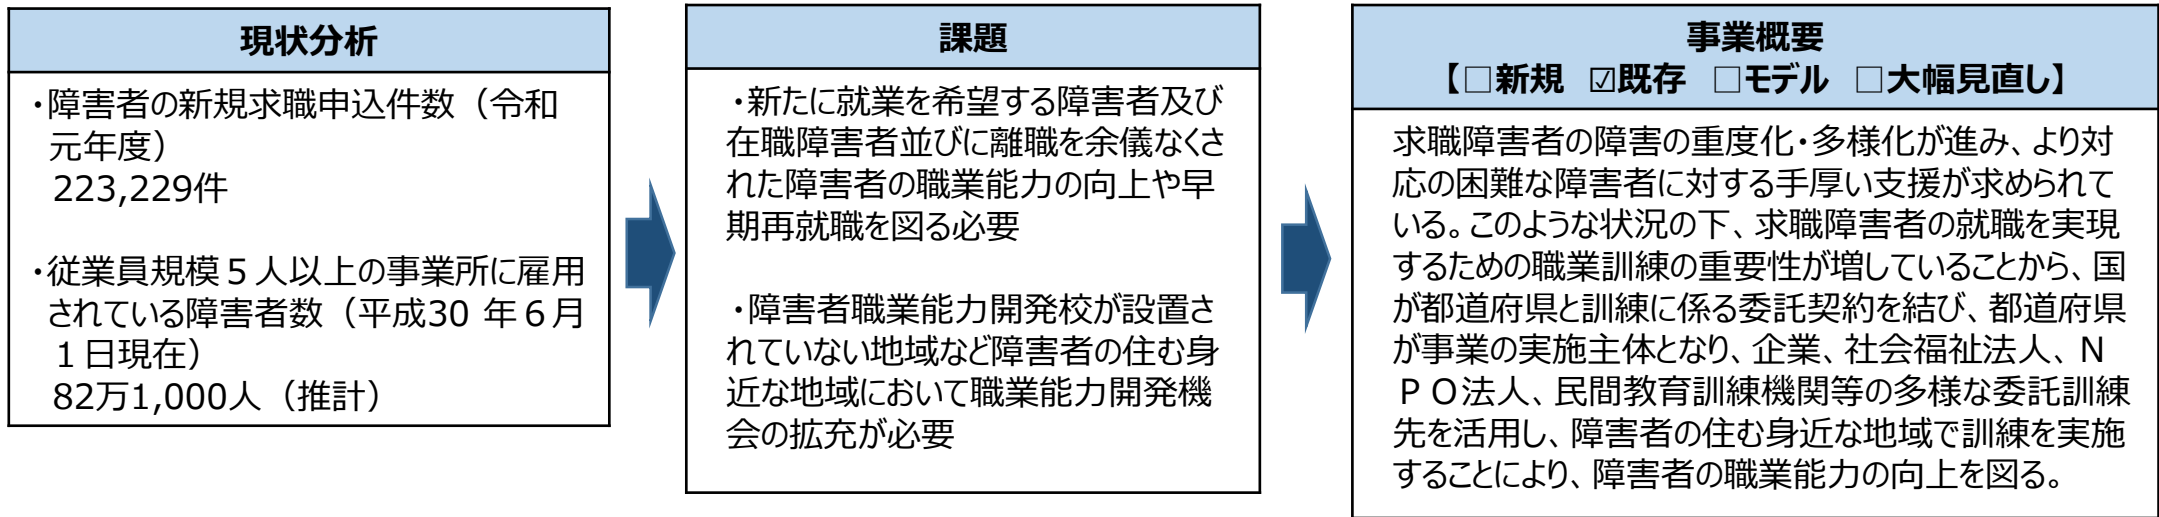 現状分析
・障害者の新規求職申込件数（令和
元年度）
223,229件
・従業員規模５人以上の事業所に雇用
されている障害者数（平成30 年６月
１日現在）
82万1,000人（推計）
課題
・新たに就業を希望する障害者及び
在職障害者並びに離職を余儀なくさ
れた障害者の職業能力の向上や早
期再就職を図る必要
・障害者職業能力開発校が設置さ
れていない地域など障害者の住む身
近な地域において職業能力開発機
会の拡充が必要
事業概要
【□新規 ☑既存 □モデル □大幅見直し】
求職障害者の障害の重度化・多様化が進み、より対
応の困難な障害者に対する手厚い支援が求められて
いる。このような状況の下、求職障害者の就職を実現
するための職業訓練の重要性が増していることから、国
が都道府県と訓練に係る委託契約を結び、都道府県
が事業の実施主体となり、企業、社会福祉法人、Ｎ
ＰＯ法人、民間教育訓練機関等の多様な委託訓練
先を活用し、障害者の住む身近な地域で訓練を実施
することにより、障害者の職業能力の向上を図る。